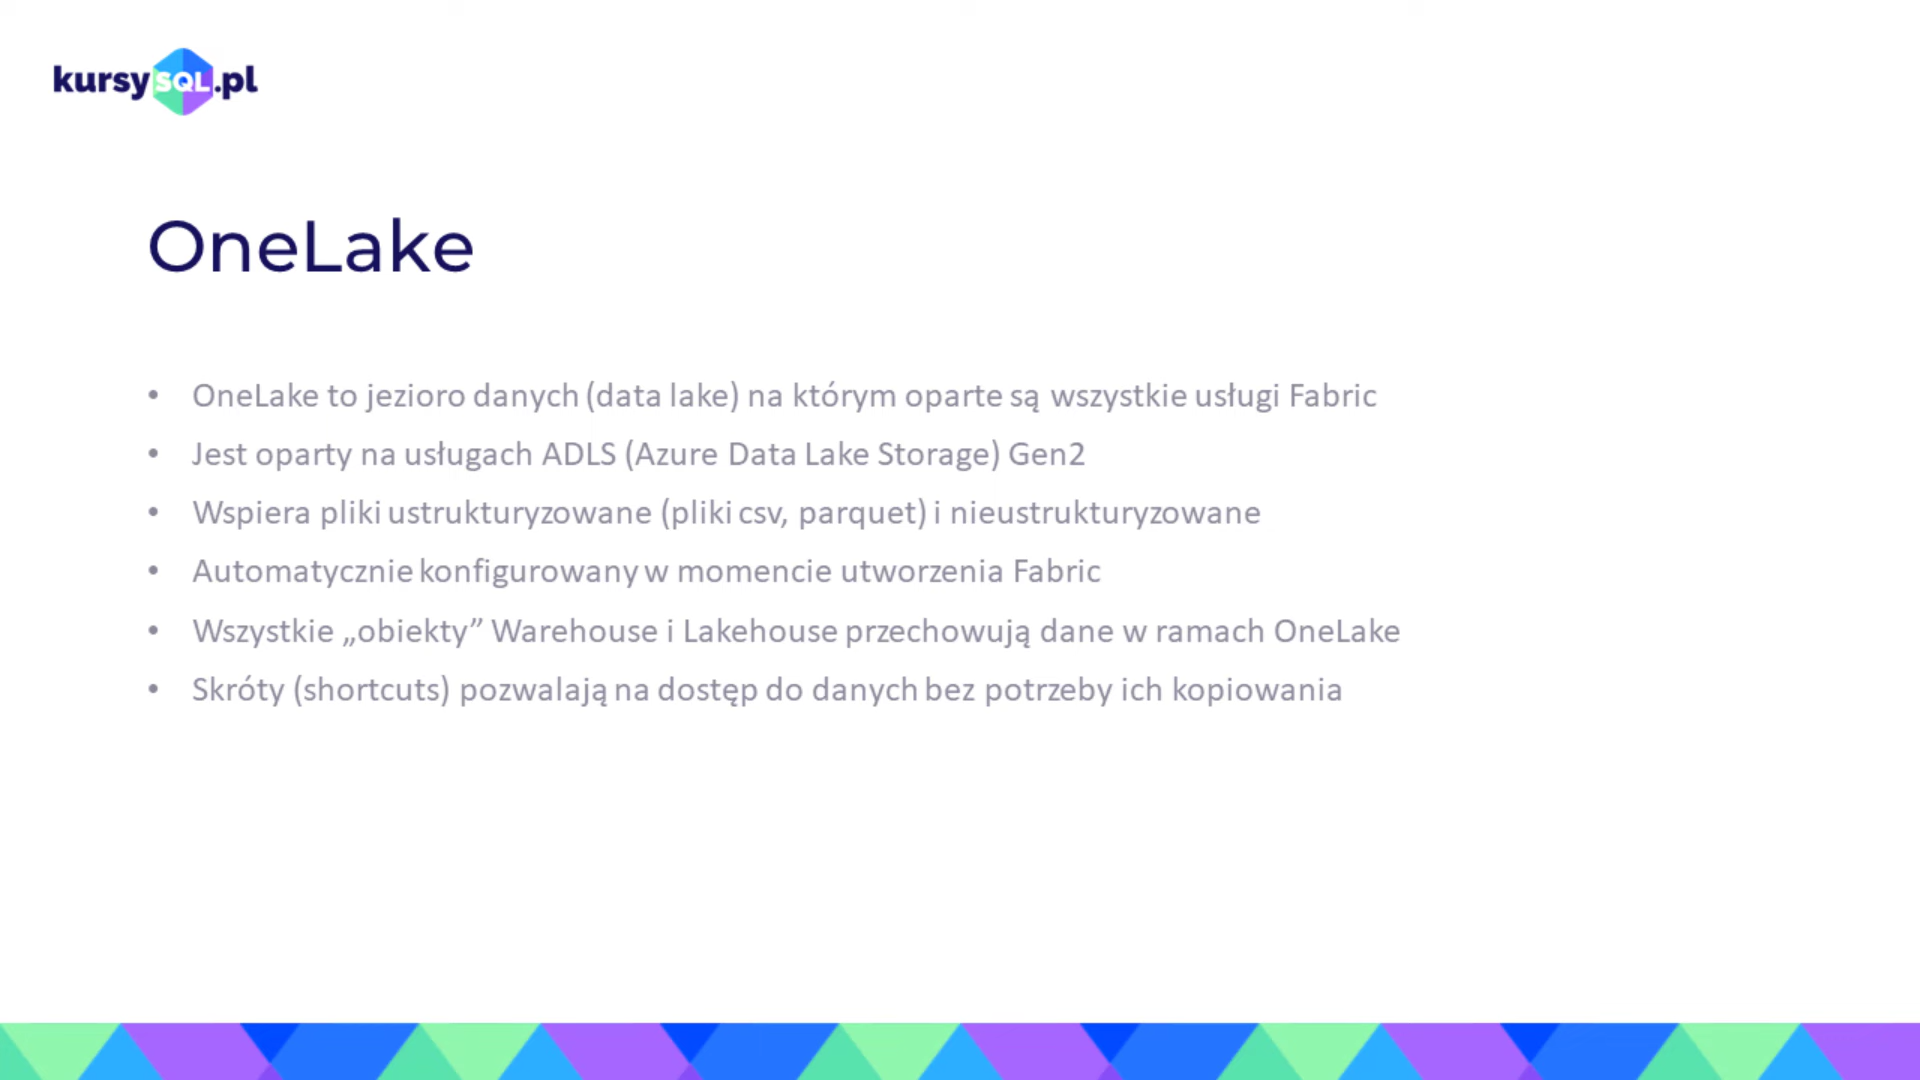 kursySQL.pl
OneLake
• OneLake to jezioro danych (data lake) na którym oparte są wszystkie usługi Fabric
• Jest oparty na usługach ADLS (Azure Data Lake Storage) Gen2
• Wspiera pliki ustrukturyzowane (pliki csv, parquet) i nieustrukturyzowane
• Automatycznie konfigurowany w momencie utworzenia Fabric
• Wszystkie „obiekty” Warehouse i Lakehouse przechowują dane w ramach OneLake
• Skróty (shortcuts) pozwalają na dostęp do danych bez potrzeby ich kopiowania